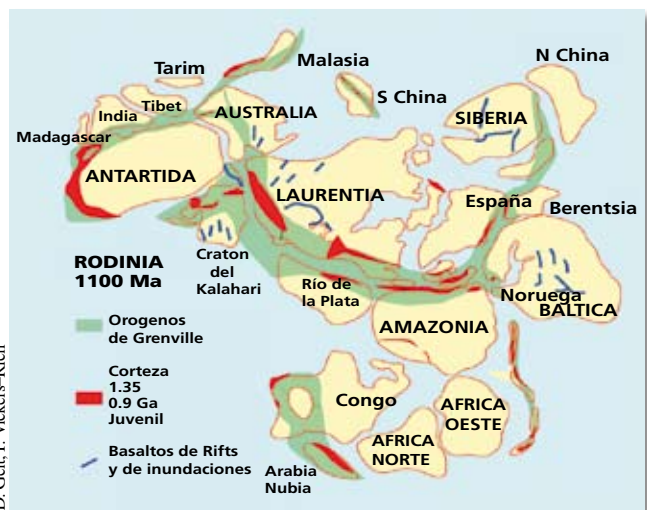 Malasia
N China
Tarim
S China
Tibet
India
AUSTRALIA
SIBERIA
Madagascar
ANTARTIDA
LAURENTIA
España
Berentsia
RODINIA
1100 Ma
Craton
del
Kalahari
Río de
la Plata
Noruega
BALTICA
AMAZONIA
Orogenos
de Grenville
Corteza
1.35
0.9 Ga
Juvenil
Congo
AFRICA
OESTE
AFRICA
NORTE
Basaltos de Rifts
y de inundaciones
Arabia
Nubia